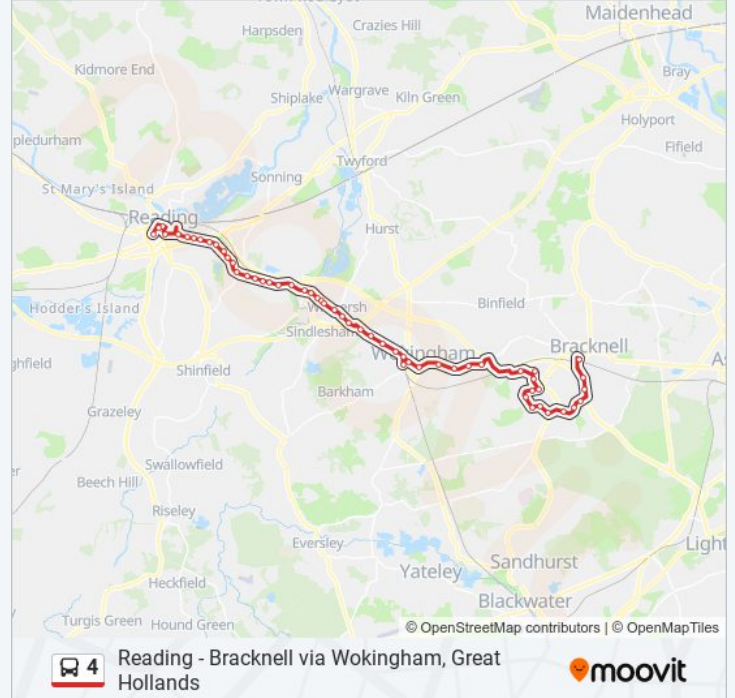 Maidenhead
Crazies Hill
Harpsden
Kidmore End
Bray
Wargrave
Shiplake
Kiln Green
Holyport
pledurham
Fifield
Twyford
Sonning
St Mary's Island
Reading
Hurst
Hodder's Island
Binfield
Sindlesham
Bracknell
Wokingham
hfield
Shinfield
Barkham
Grazeley
Swallowfield
Beech Hill
Riseley
Eversley
Light
Sandhurst
Yateley
Heckfield
Blackwater
Turgis Green
Hound Green
© OpenStreetMap contributors | © OpenMapTiles
4
Reading - Bracknell via Wokingham, Great
Hollands
moovit